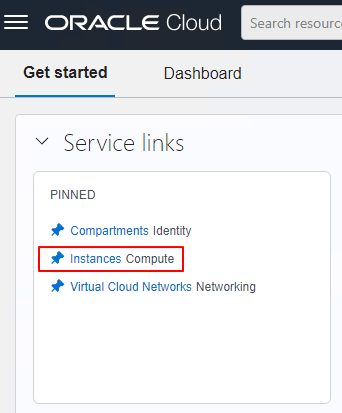 ORACLE Cloud
Search resourc
Get started
Dashboard
Service links
PINNED
Compartments Identity
Instances Compute
Virtual Cloud Networks Networking